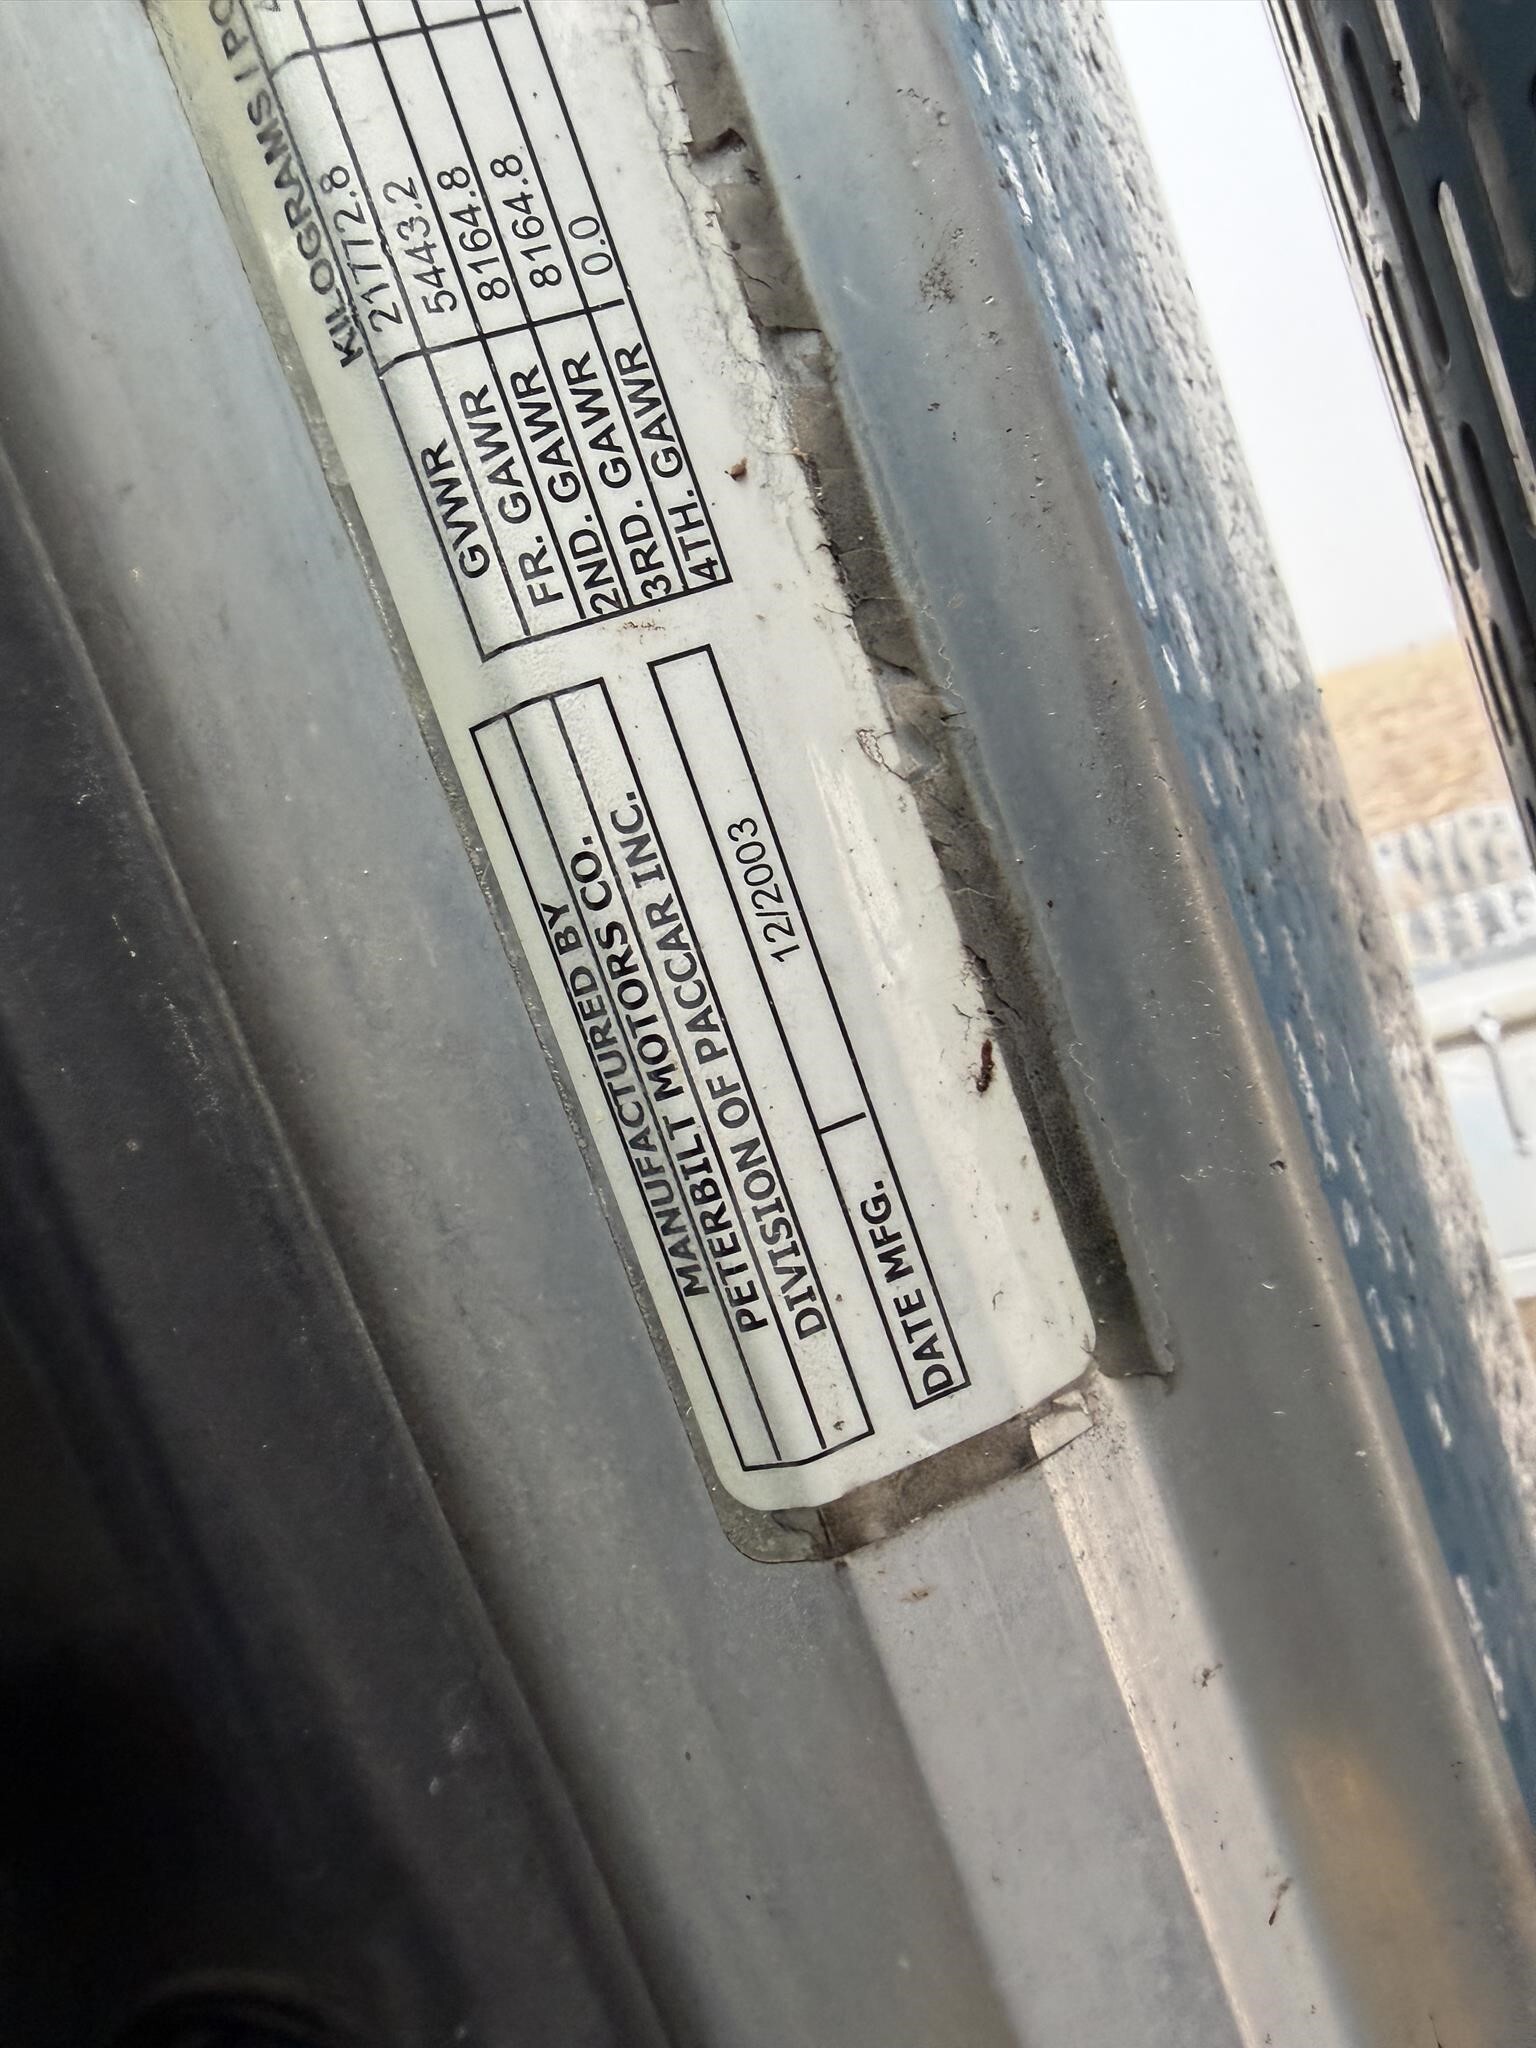 MANUFACTURED BY
PETERBILT MOTORS CO.
DIVISION OF PACCAR INC.
DATE MFG. 12/2003
KILOGRAMS
GVWR 21772.8
FR. GAWR 5443.2
2ND. GAWR 8164.8
3RD. GAWR 8164.8
4TH. GAWR 0.0